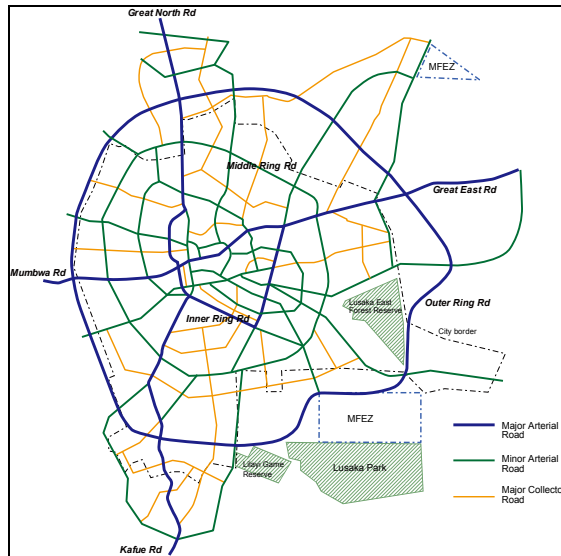 Great North Rd
MFEZ
Middle Ring Rd
Great East Rd
Mumbwa Rd
Outer Ring Rd
Lusaka East
Forest Reserve
Inner Ring Rd
City border
MFEZ
Major Arterial
Road
Minor Arterial
Road
Lilayi Game
Reserve
Lusaka Park
Major Collecto
Road
Kafue Rd